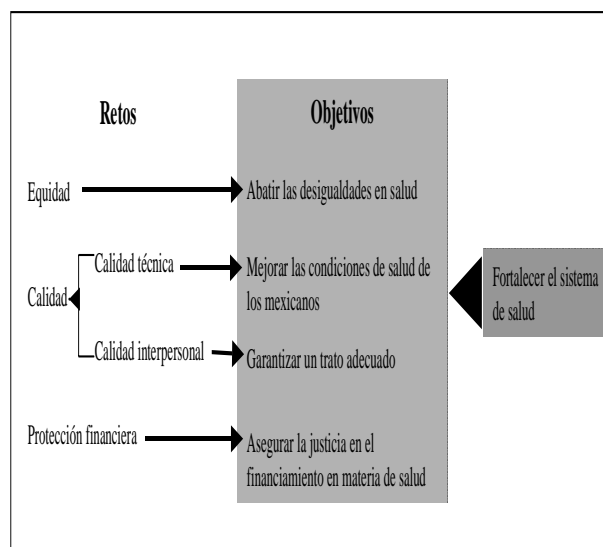 Retos
Objetivos
Equidad
Abatir las desigualdades en salud
Calidad
Calidad técnica
Mejorar las condiciones de salud de
los mexicanos
Calidad interpersonal
Garantizar un trato adecuado
Protección financiera
Asegurar la justicia en el
financiamiento en materia de salud
Fortalecer el sistema
de salud